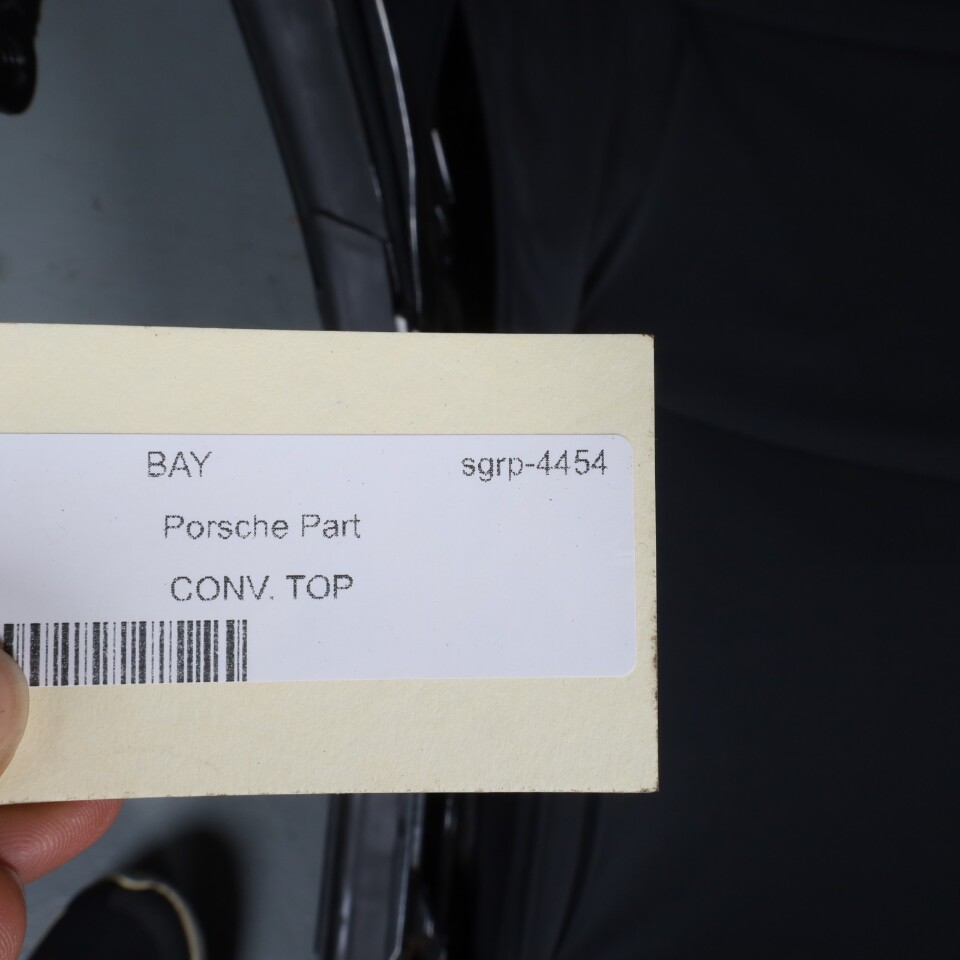 BAY sgrp-4454
Porsche Part
CONV. TOP